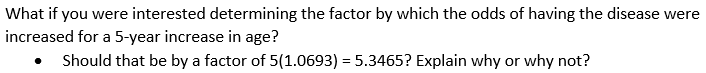 What if you were interested determining the factor by which the odds of having the disease were
increased for a 5-year increase in age?
• Should that be by a factor of 5(1.0693) = 5.3465? Explain why or why not?